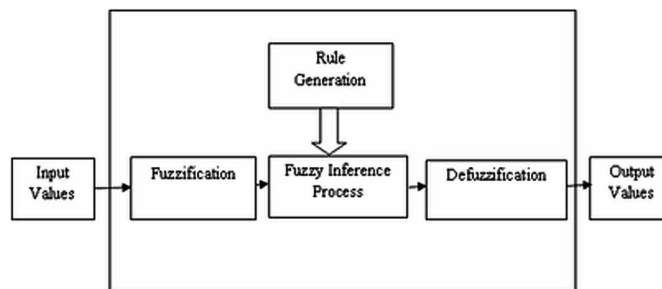 Rule
Generation
Input
Values
Fuzzification
Fuzzy Inference
Process
Defuzzification
Output
Values